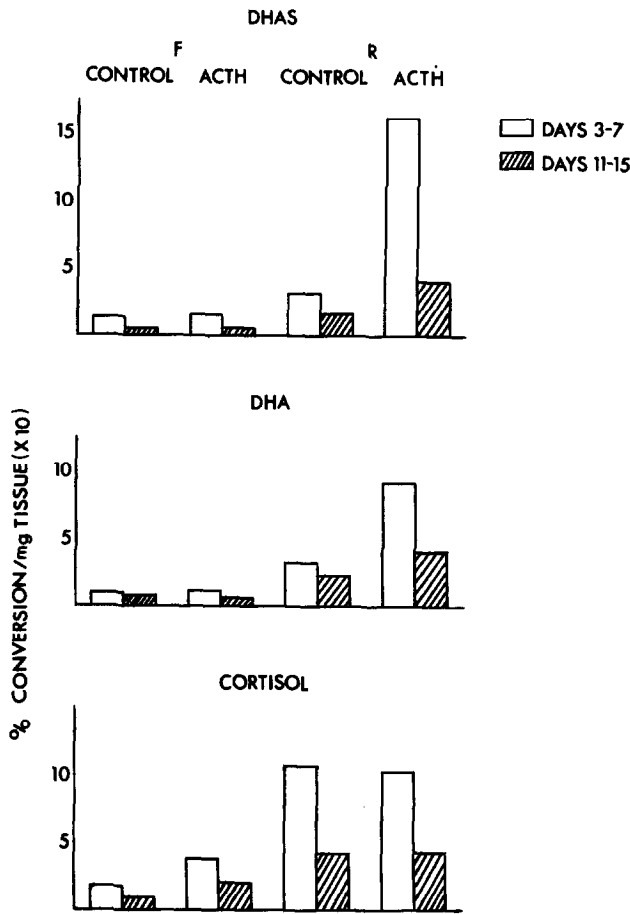 DHAS
F R
CONTROL ACTH CONTROL ACTH
DAYS 3-7
DAYS 11-15
15
10
5
DHA
10
5
% CONVERSION/mg TISSUE (X10)
CORTISOL
10
5